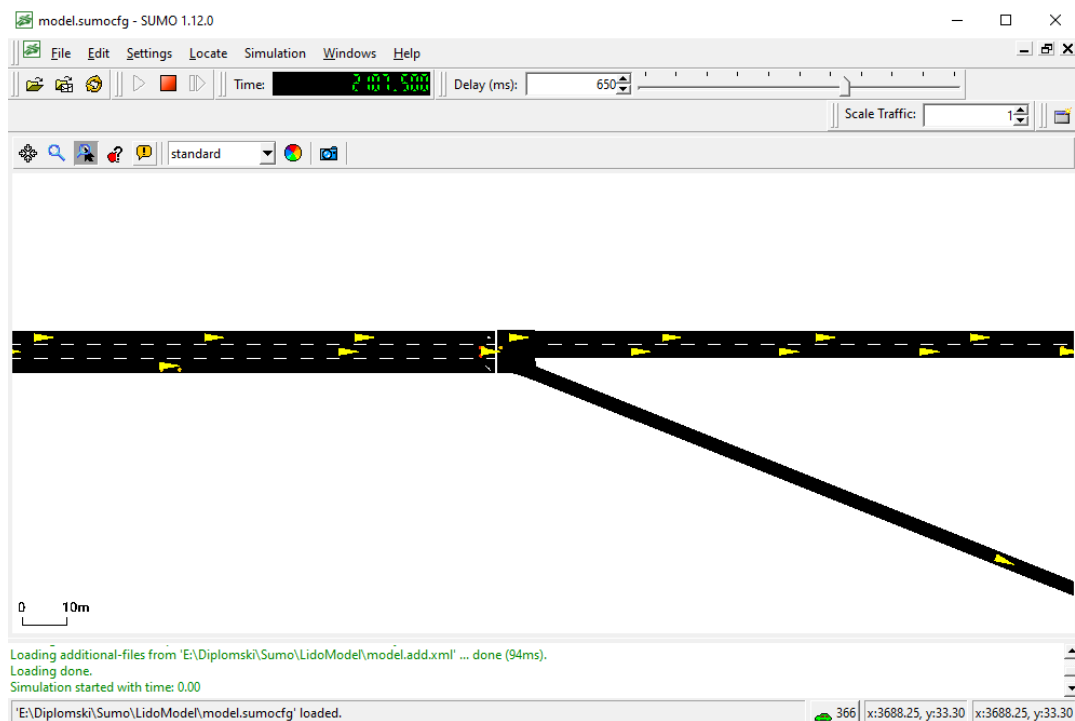 model.sumocfg - SUMO 1.12.0
File Edit Settings Locate Simulation Windows Help
Time: 2107.500 Delay (ms): 650
Scale Traffic: 1
standard
0 10m
Loading additional-files from 'E:\Diplomski\Sumo\LidoModel\model.add.xml' ... done (94ms).
Loading done.
Simulation started with time: 0.00
'E:\Diplomski\Sumo\LidoModel\model.sumocfg' loaded. 366 x:3688.25, y:33.30 x:3688.25, y:33.30